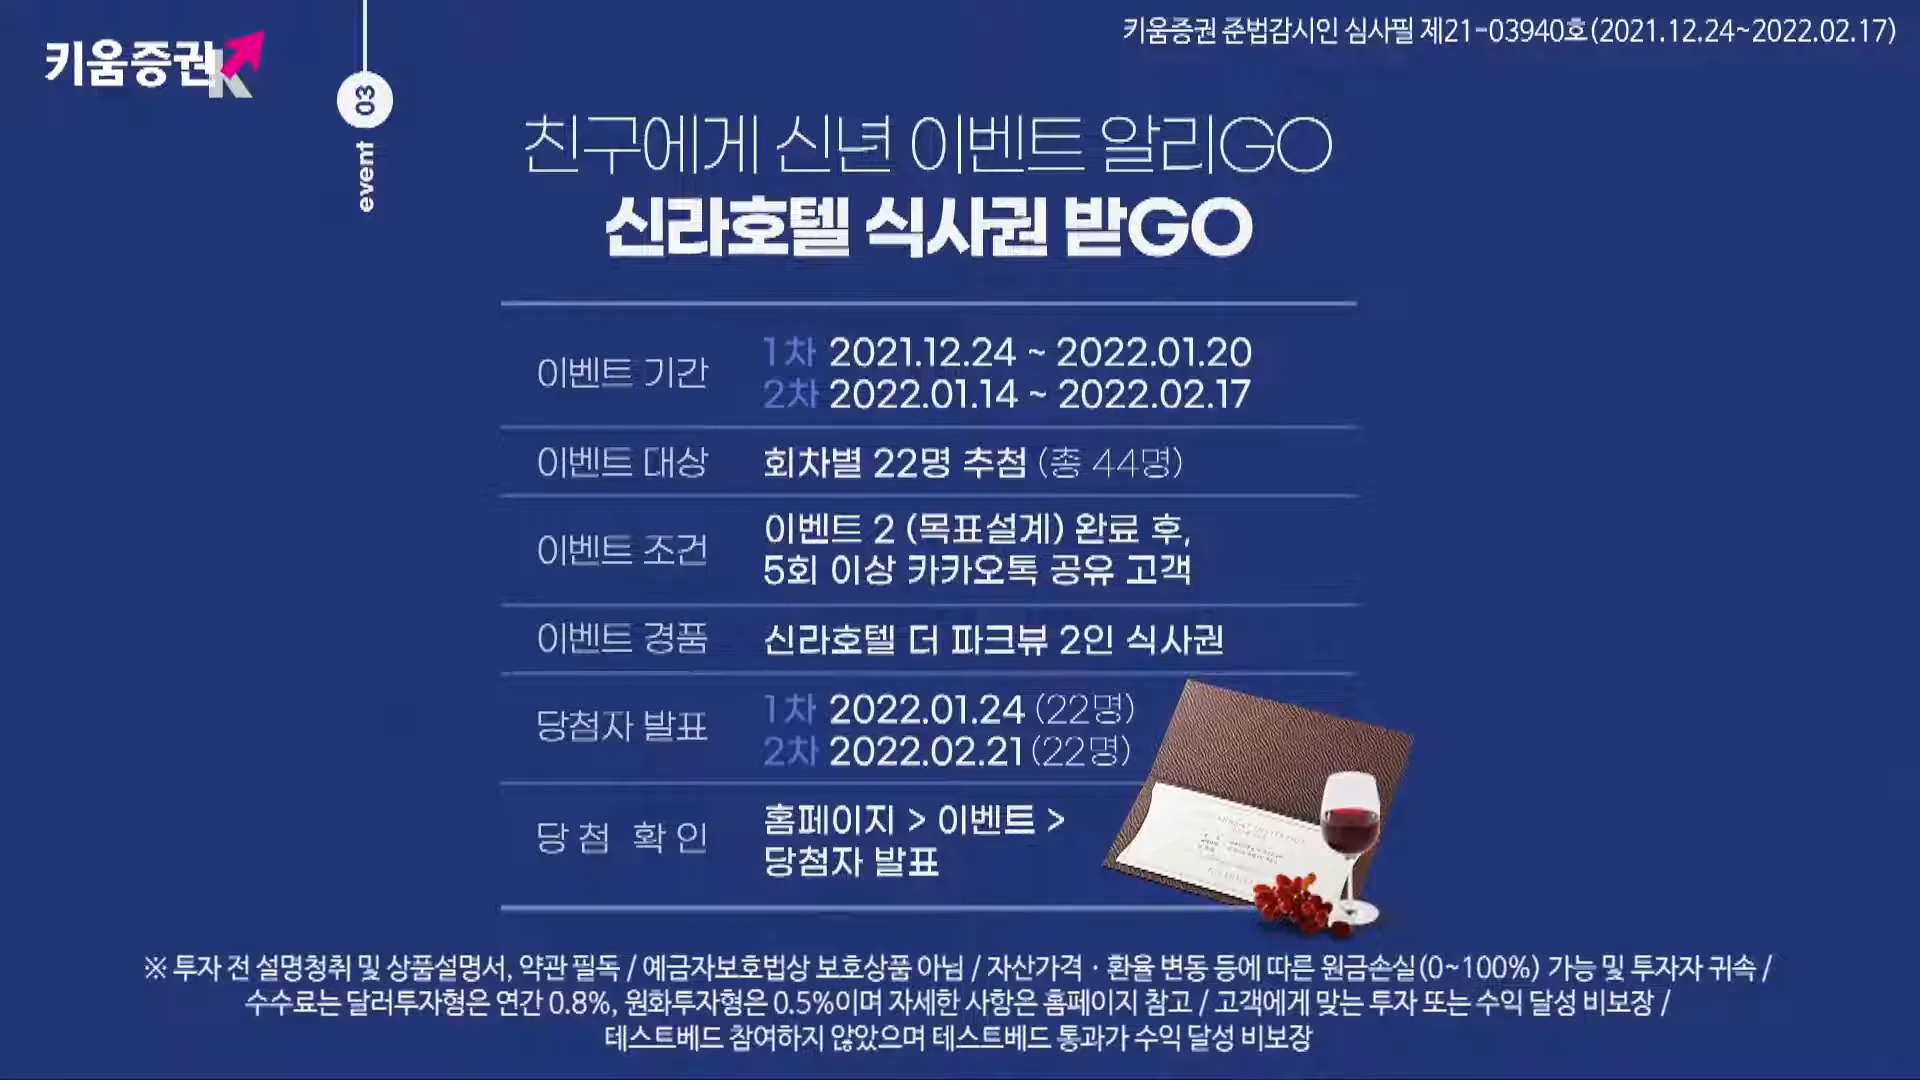 키움증권
키움증권 준법감시인 심사필 제21-03940호(2021.12.24~2022.02.17)
event 03
친구에게 신년 이벤트 알리GO
신라호텔 식사권 받GO
이벤트 기간
1차 2021.12.24 ~ 2022.01.20
2차 2022.01.14 ~ 2022.02.17
이벤트 대상 회차별 22명 추첨 (총 44명)
이벤트 조건
이벤트 2 (목표설계) 완료 후,
5회 이상 카카오톡 공유 고객
이벤트 경품 신라호텔 더 파크뷰 2인 식사권
당첨자 발표
1차 2022.01.24 (22명)
2차 2022.02.21 (22명)
당첨 확인
홈페이지 > 이벤트 >
당첨자 발표
※ 투자 전 설명청취 및 상품설명서, 약관 필독 / 예금자보호법상 보호상품 아님 / 자산가격 · 환율 변동 등에 따른 원금손실(0~100%) 가능 및 투자자 귀속 /
수수료는 달러투자형은 연간 0.8%, 원화투자형은 0.5%이며 자세한 사항은 홈페이지 참고 / 고객에게 맞는 투자 또는 수익 달성 비보장 /
테스트베드 참여하지 않았으며 테스트베드 통과가 수익 달성 비보장